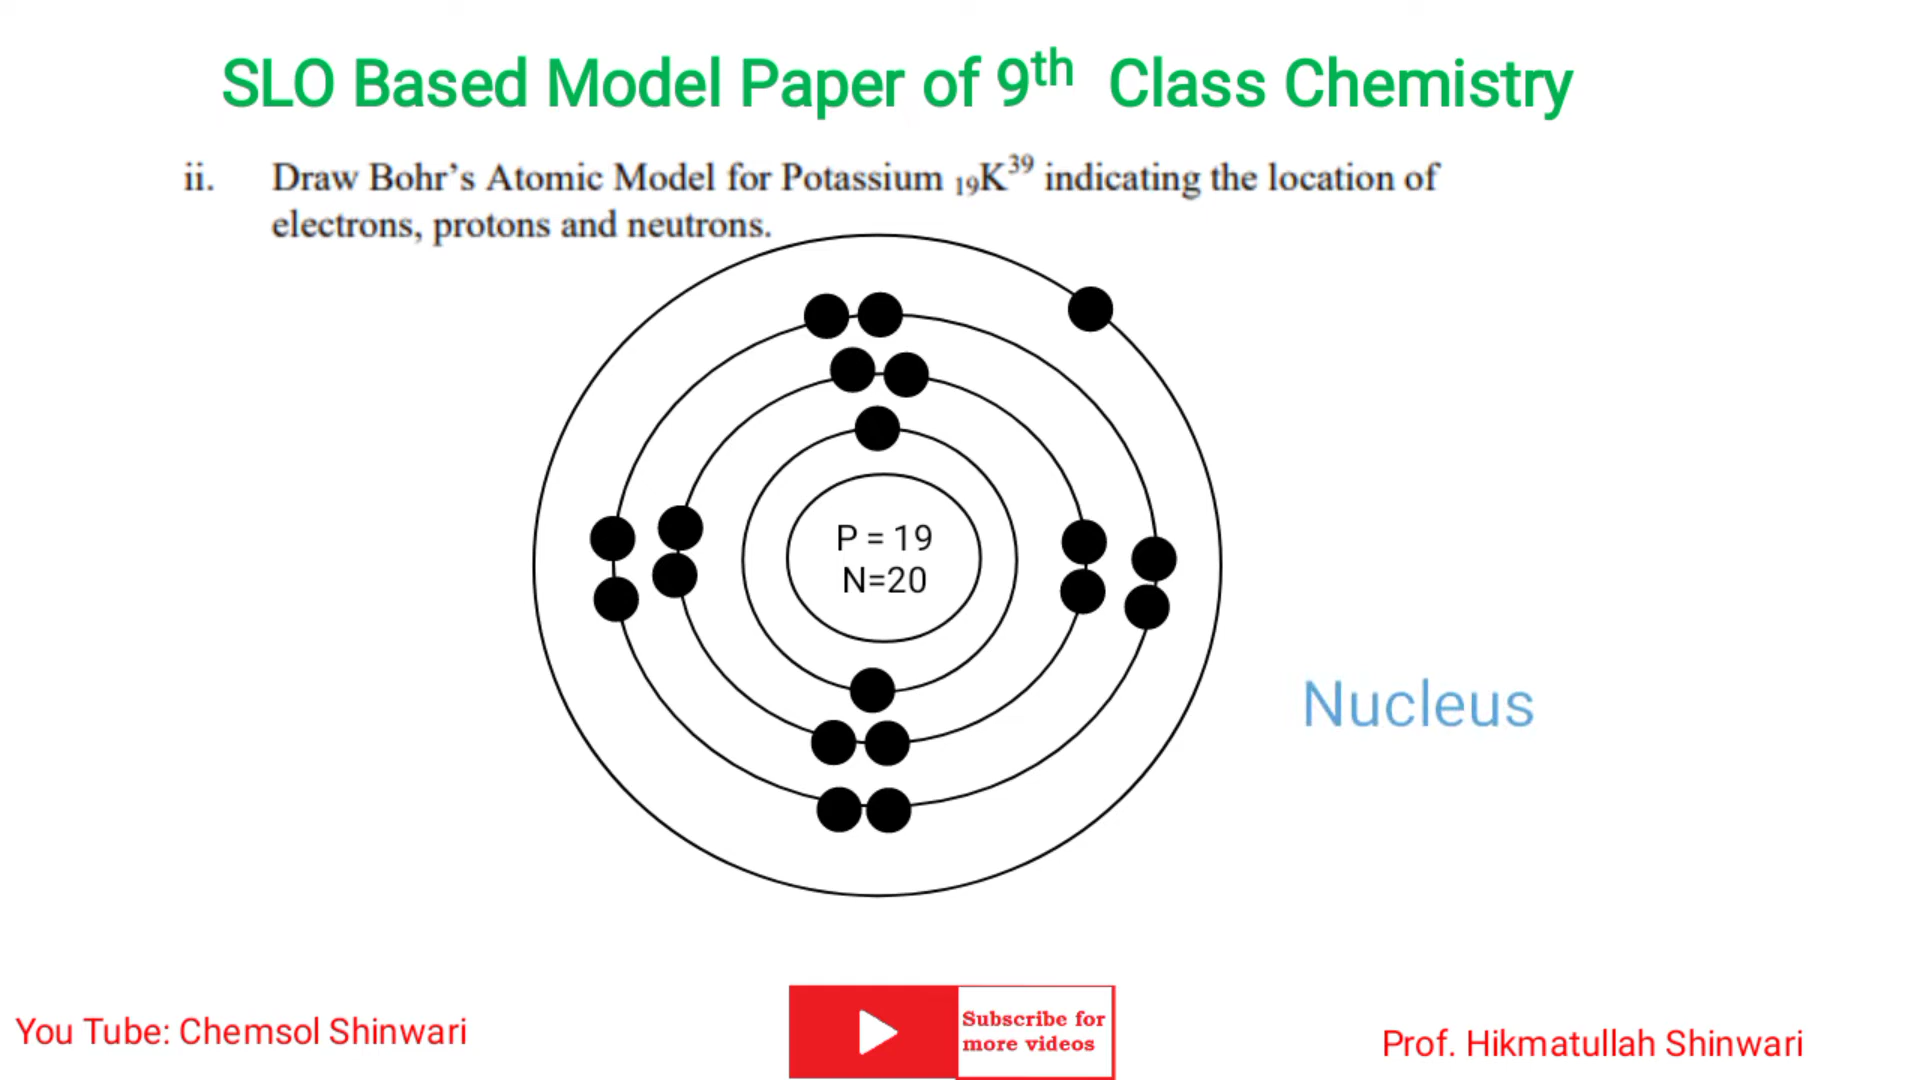 SLO Based Model Paper of 9th Class Chemistry
ii. Draw Bohr's Atomic Model for Potassium ₁₉K³⁹ indicating the location of
electrons, protons and neutrons.
P = 19
N=20
Nucleus
You Tube: Chemsol Shinwari
Subscribe for
more videos
Prof. Hikmatullah Shinwari